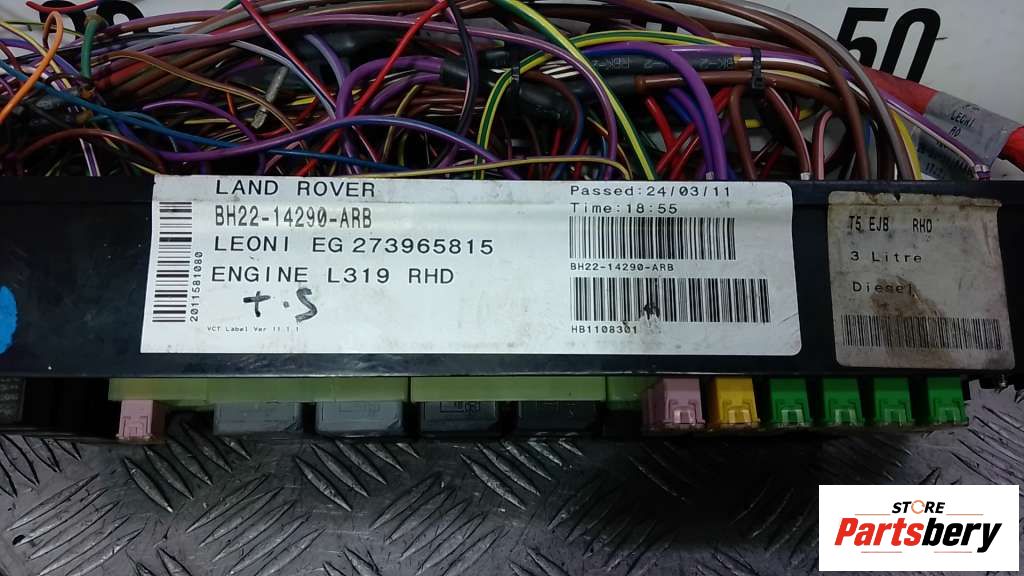 50
LEONI
RD
LAND ROVER
BH22-14290-ARB
LEONI EG 273965815
ENGINE L319 RHD
T.S
VCT Label Ver 11.1.1
2011581080
Passed:24/03/11
Time:18:55
BH22-14290-ARB
HB1108301
T5 EJB RHD
3 Litre
Diesel
STORE
Partsbery